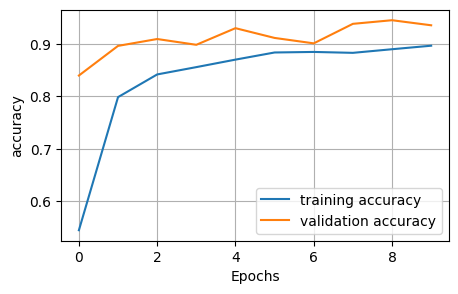 0.9
0.8
0.7
0.6
accuracy
training accuracy
validation accuracy
0 2 4 6 8
Epochs